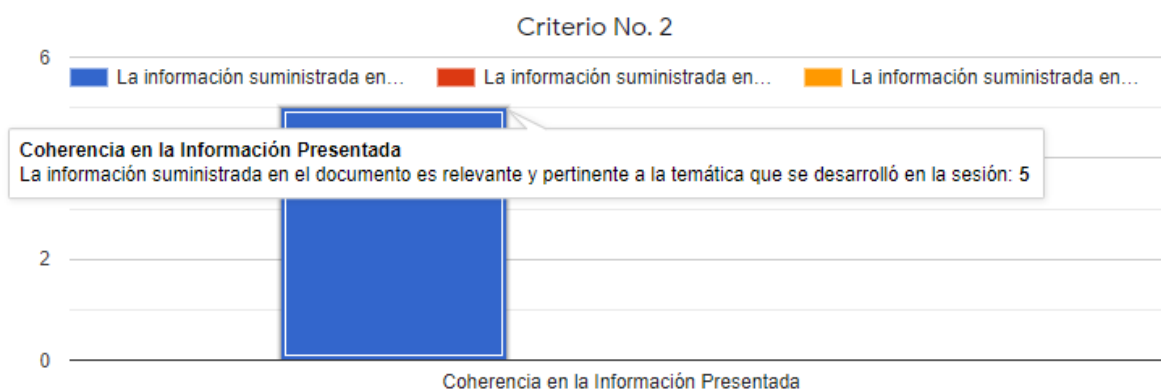 Criterio No. 2
6
La información suministrada en…
La información suministrada en…
La información suministrada en…
Coherencia en la Información Presentada
La información suministrada en el documento es relevante y pertinente a la temática que se desarrolló en la sesión: 5
2
0
Coherencia en la Información Presentada